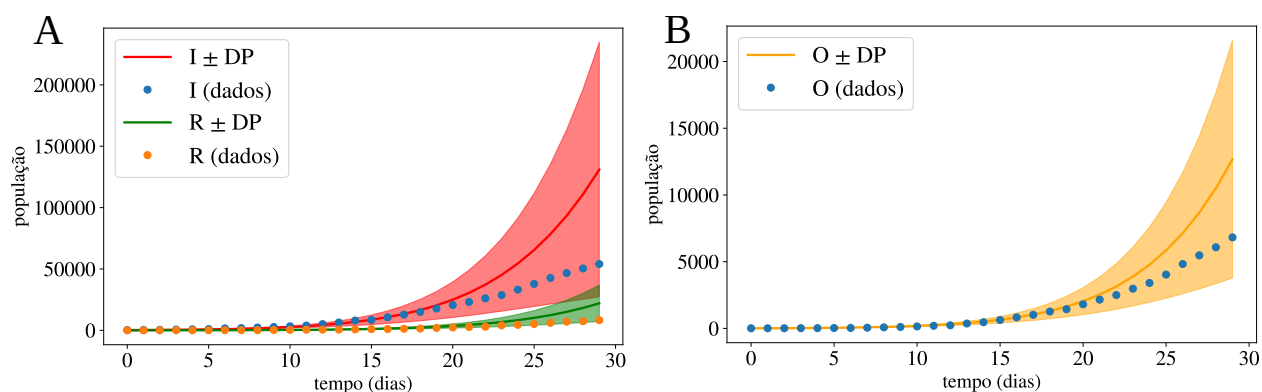 A
I ± DP
I (dados)
R ± DP
R (dados)
população
200000
150000
100000
50000
0
0 5 10 15 20 25 30
tempo (dias)
B
O ± DP
O (dados)
população
20000
15000
10000
5000
0
0 5 10 15 20 25 30
tempo (dias)